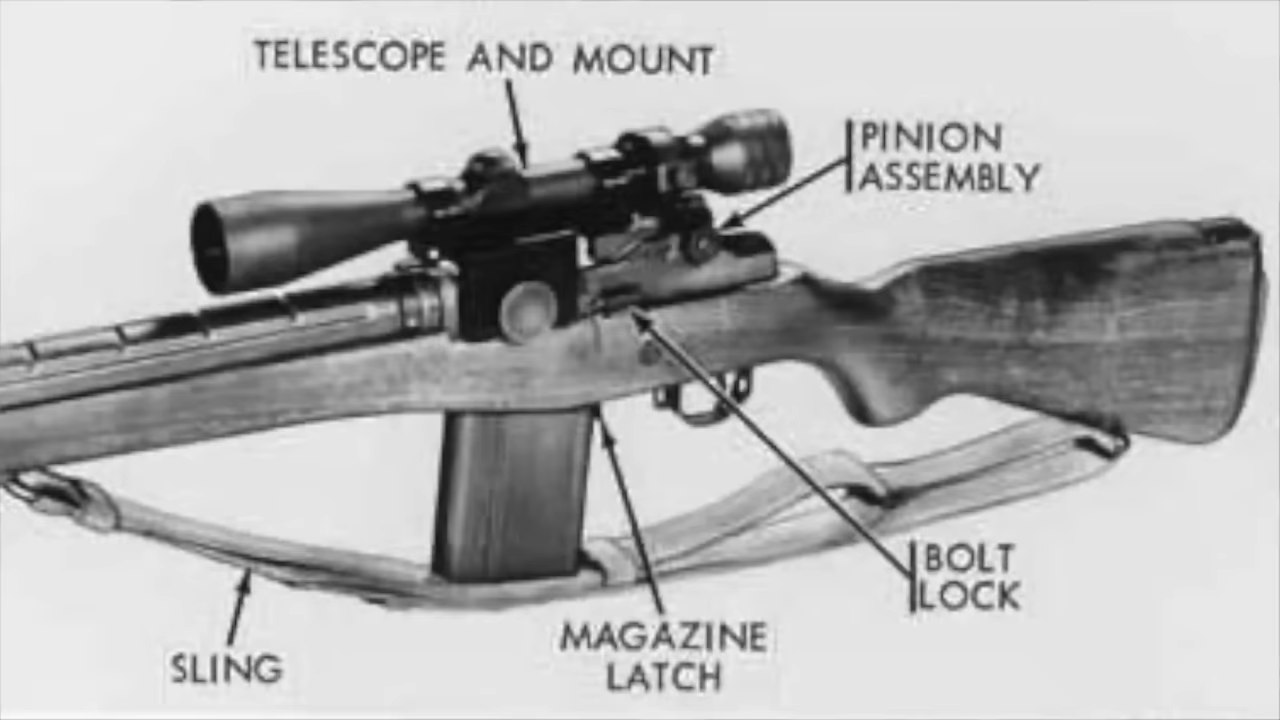 TELESCOPE AND MOUNT
PINION
ASSEMBLY
BOLT
LOCK
MAGAZINE
LATCH
SLING